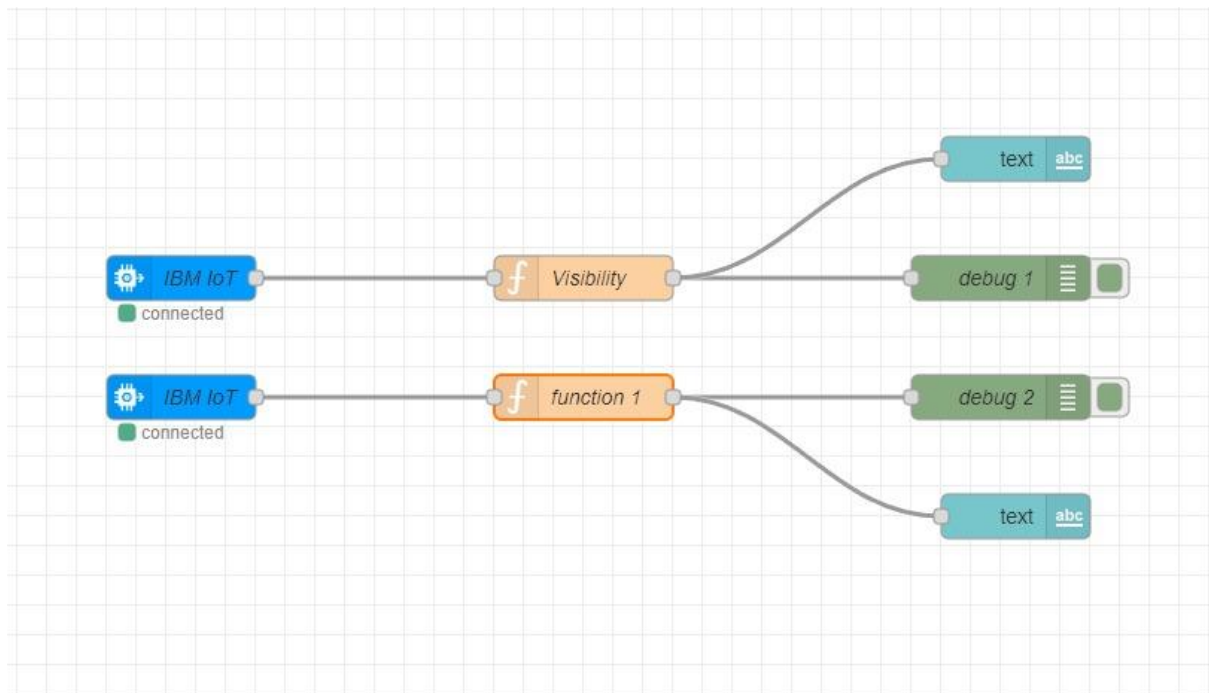 text abc
IBM IoT
Visibility
debug 1
connected
IBM IoT
function 1
debug 2
connected
text abc